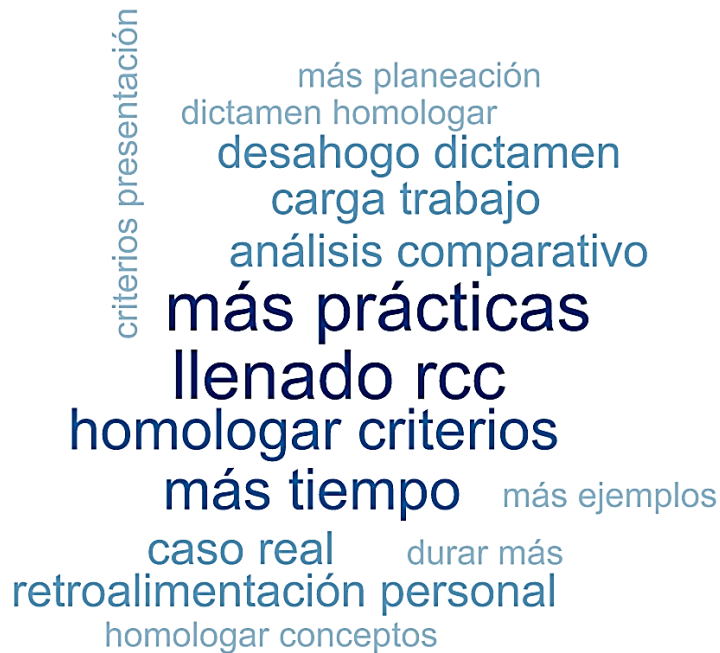 criterios presentación
más planeación
dictamen homologar
desahogo dictamen
carga trabajo
análisis comparativo
más prácticas
llenado rcc
homologar criterios
más tiempo
más ejemplos
caso real
durar más
retroalimentación personal
homologar conceptos